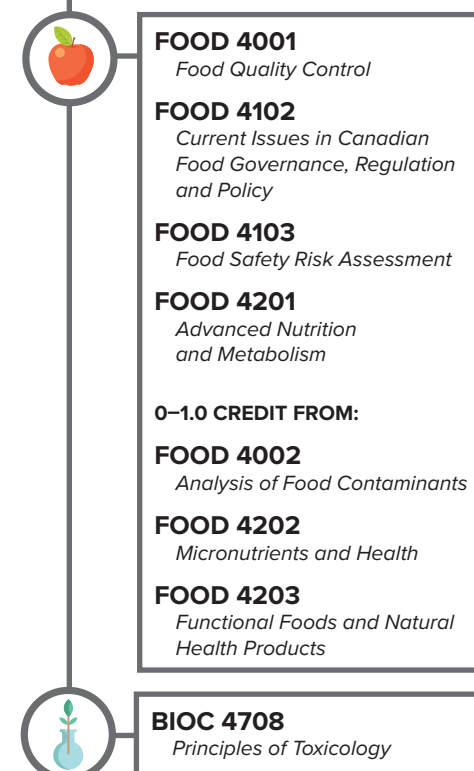 FOOD 4001
Food Quality Control
FOOD 4102
Current Issues in Canadian
Food Governance, Regulation
and Policy
FOOD 4103
Food Safety Risk Assessment
FOOD 4201
Advanced Nutrition
and Metabolism
0–1.0 CREDIT FROM:
FOOD 4002
Analysis of Food Contaminants
FOOD 4202
Micronutrients and Health
FOOD 4203
Functional Foods and Natural
Health Products
BIOC 4708
Principles of Toxicology